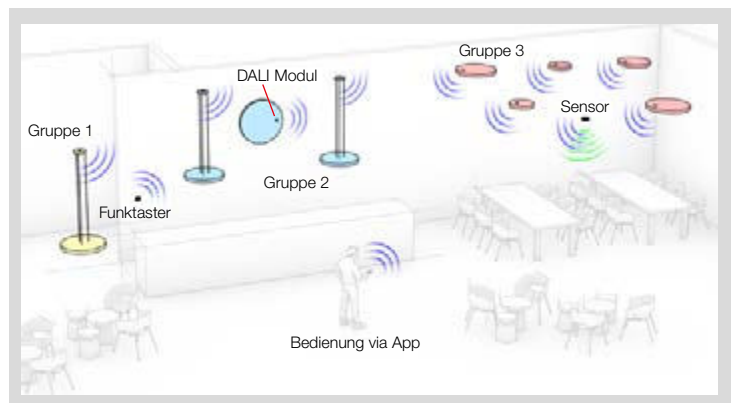 Gruppe 3
DALI Modul
Sensor
Gruppe 1
Gruppe 2
Funktaster
Bedienung via App